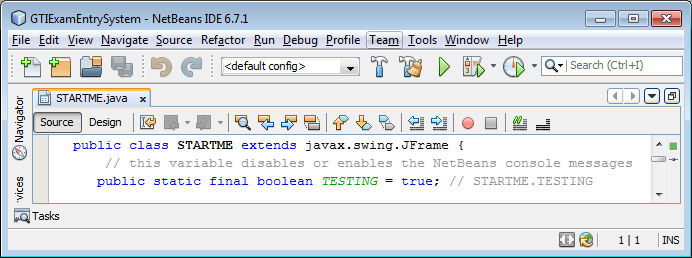 GTIExamEntrySystem - NetBeans IDE 6.7.1
File Edit View Navigate Source Refactor Run Debug Profile Team Tools Window Help
<default config> Search (Ctrl+I)
STARTME.java x
Navigator
Source Design
public class STARTME extends javax.swing.JFrame {
// this variable disables or enables the NetBeans console messages
public static final boolean TESTING = true; // STARTME.TESTING
vices
Tasks
1 | 1 INS